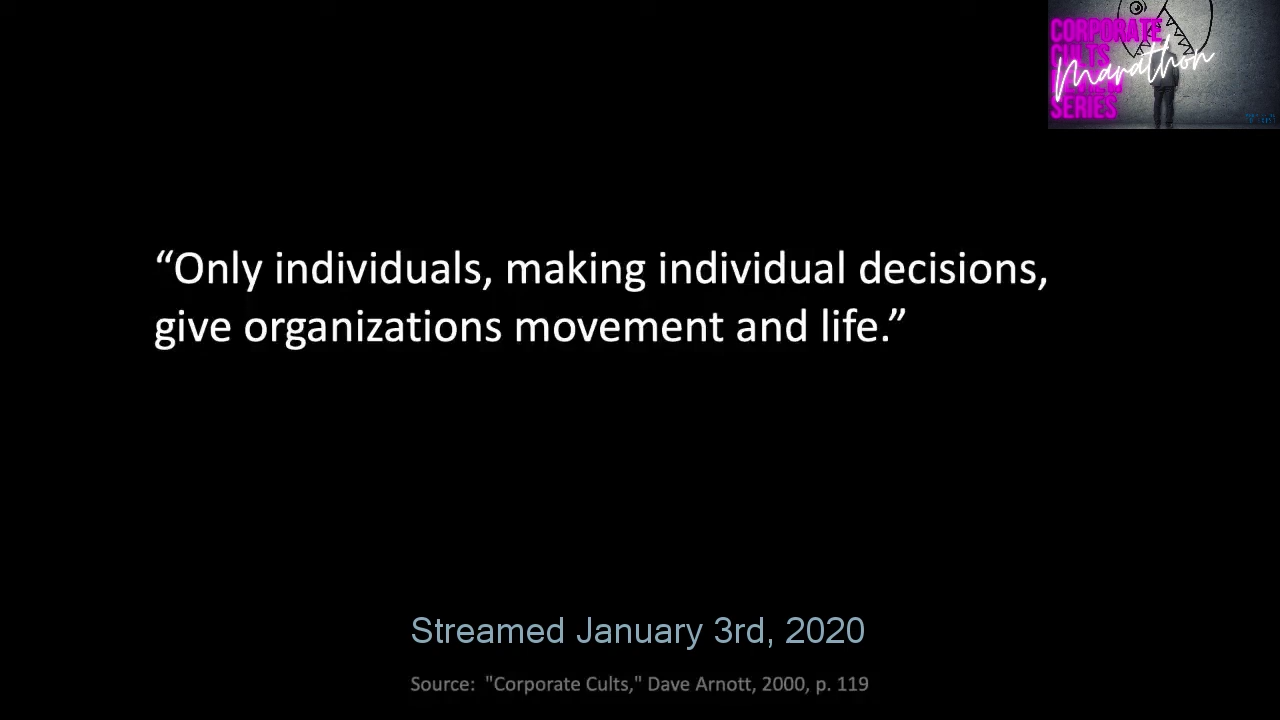 CORPORATE
CULTS
Marathon
SERIES
“Only individuals, making individual decisions,
give organizations movement and life.”
Streamed January 3rd, 2020
Source:  "Corporate Cults," Dave Arnott, 2000, p. 119